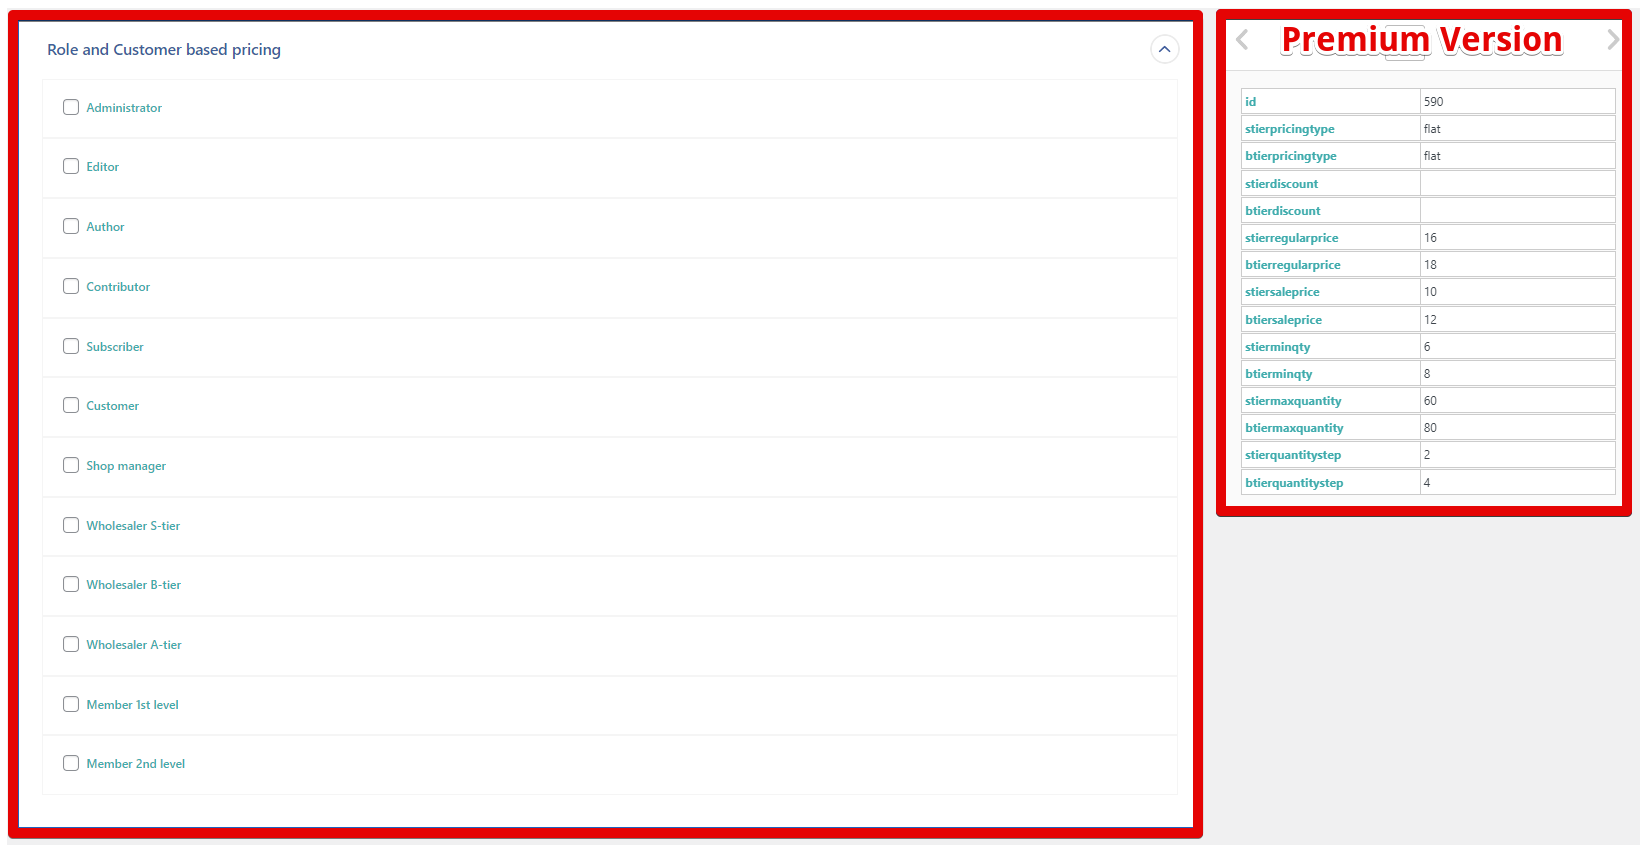 Role and Customer based pricing
Administrator
Editor
Author
Contributor
Subscriber
Customer
Shop manager
Wholesaler S-tier
Wholesaler B-tier
Wholesaler A-tier
Member 1st level
Member 2nd level
Premium Version
id 590
stierpricingtype flat
btierpricingtype flat
stierdiscount
btierdiscount
stierregularprice 16
btierregularprice 18
stiersaleprice 10
btiersaleprice 12
stierminqty 6
btierminqty 8
stiermaxquantity 60
btiermaxquantity 80
stierquantitystep 2
btierquantitystep 4